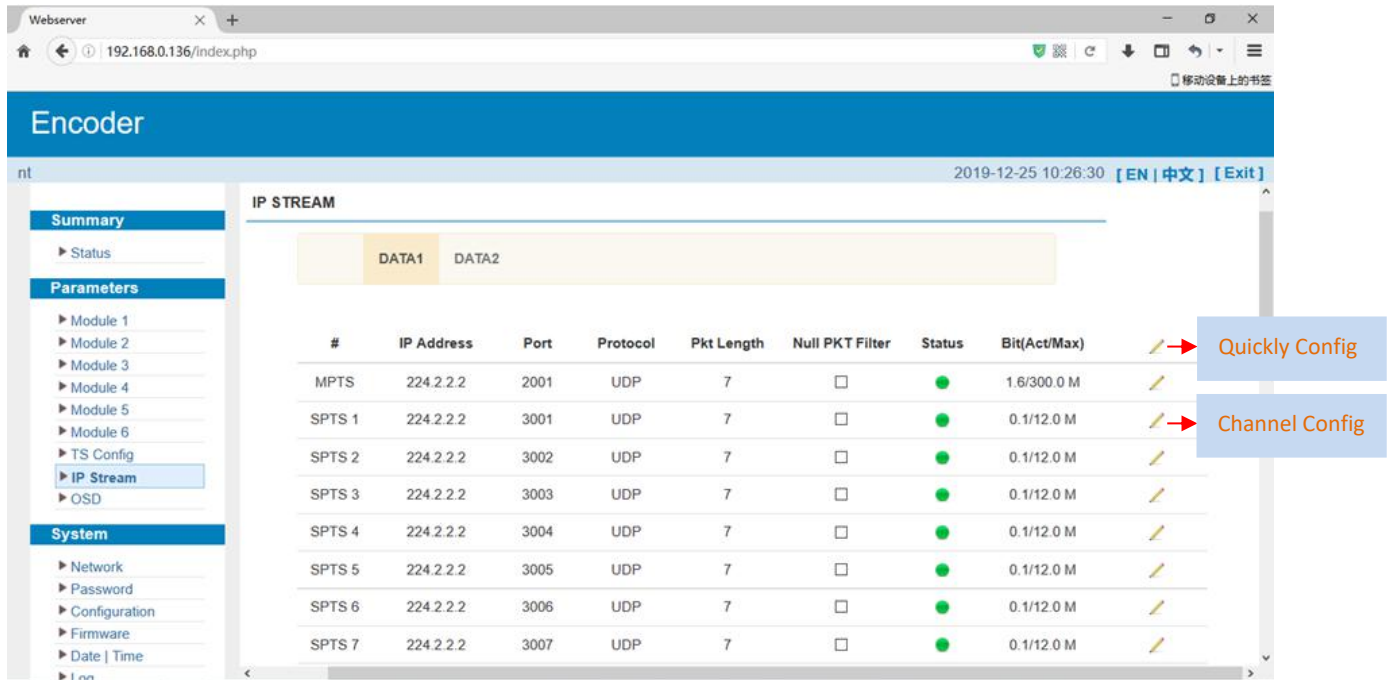 Webserver
192.168.0.136/index.php
移动设备上的书签
Encoder
nt
2019-12-25 10:26:30 [ EN | 中文 ] [ Exit ]
Summary
Status
Parameters
Module 1
Module 2
Module 3
Module 4
Module 5
Module 6
TS Config
IP Stream
OSD
System
Network
Password
Configuration
Firmware
Date | Time
Log
IP STREAM
DATA1 DATA2
# IP Address Port Protocol Pkt Length Null PKT Filter Status Bit(Act/Max)
MPTS 224.2.2.2 2001 UDP 7 1.6/300.0 M
SPTS 1 224.2.2.2 3001 UDP 7 0.1/12.0 M
SPTS 2 224.2.2.2 3002 UDP 7 0.1/12.0 M
SPTS 3 224.2.2.2 3003 UDP 7 0.1/12.0 M
SPTS 4 224.2.2.2 3004 UDP 7 0.1/12.0 M
SPTS 5 224.2.2.2 3005 UDP 7 0.1/12.0 M
SPTS 6 224.2.2.2 3006 UDP 7 0.1/12.0 M
SPTS 7 224.2.2.2 3007 UDP 7 0.1/12.0 M
Quickly Config
Channel Config